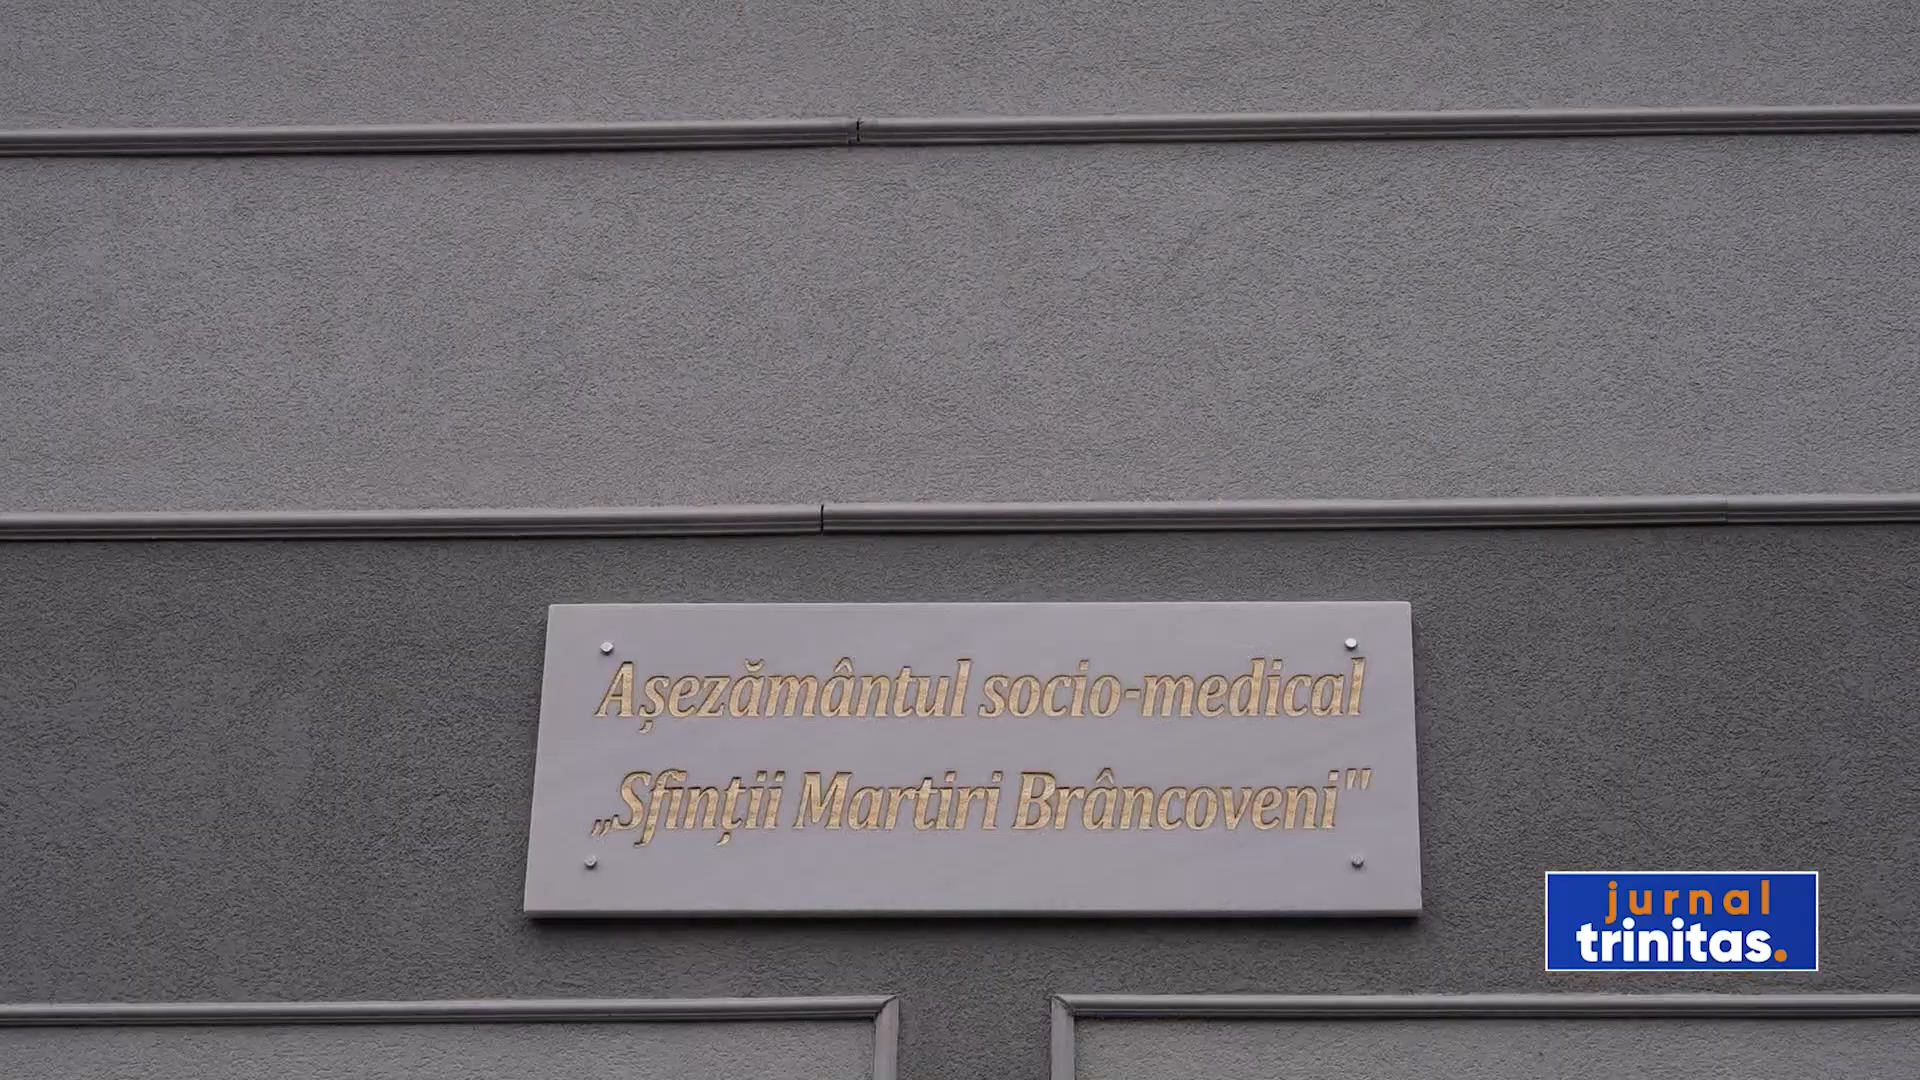 Așezământul socio-medical
„Sfinții Martiri Brâncoveni"
jurnal
trinitas.